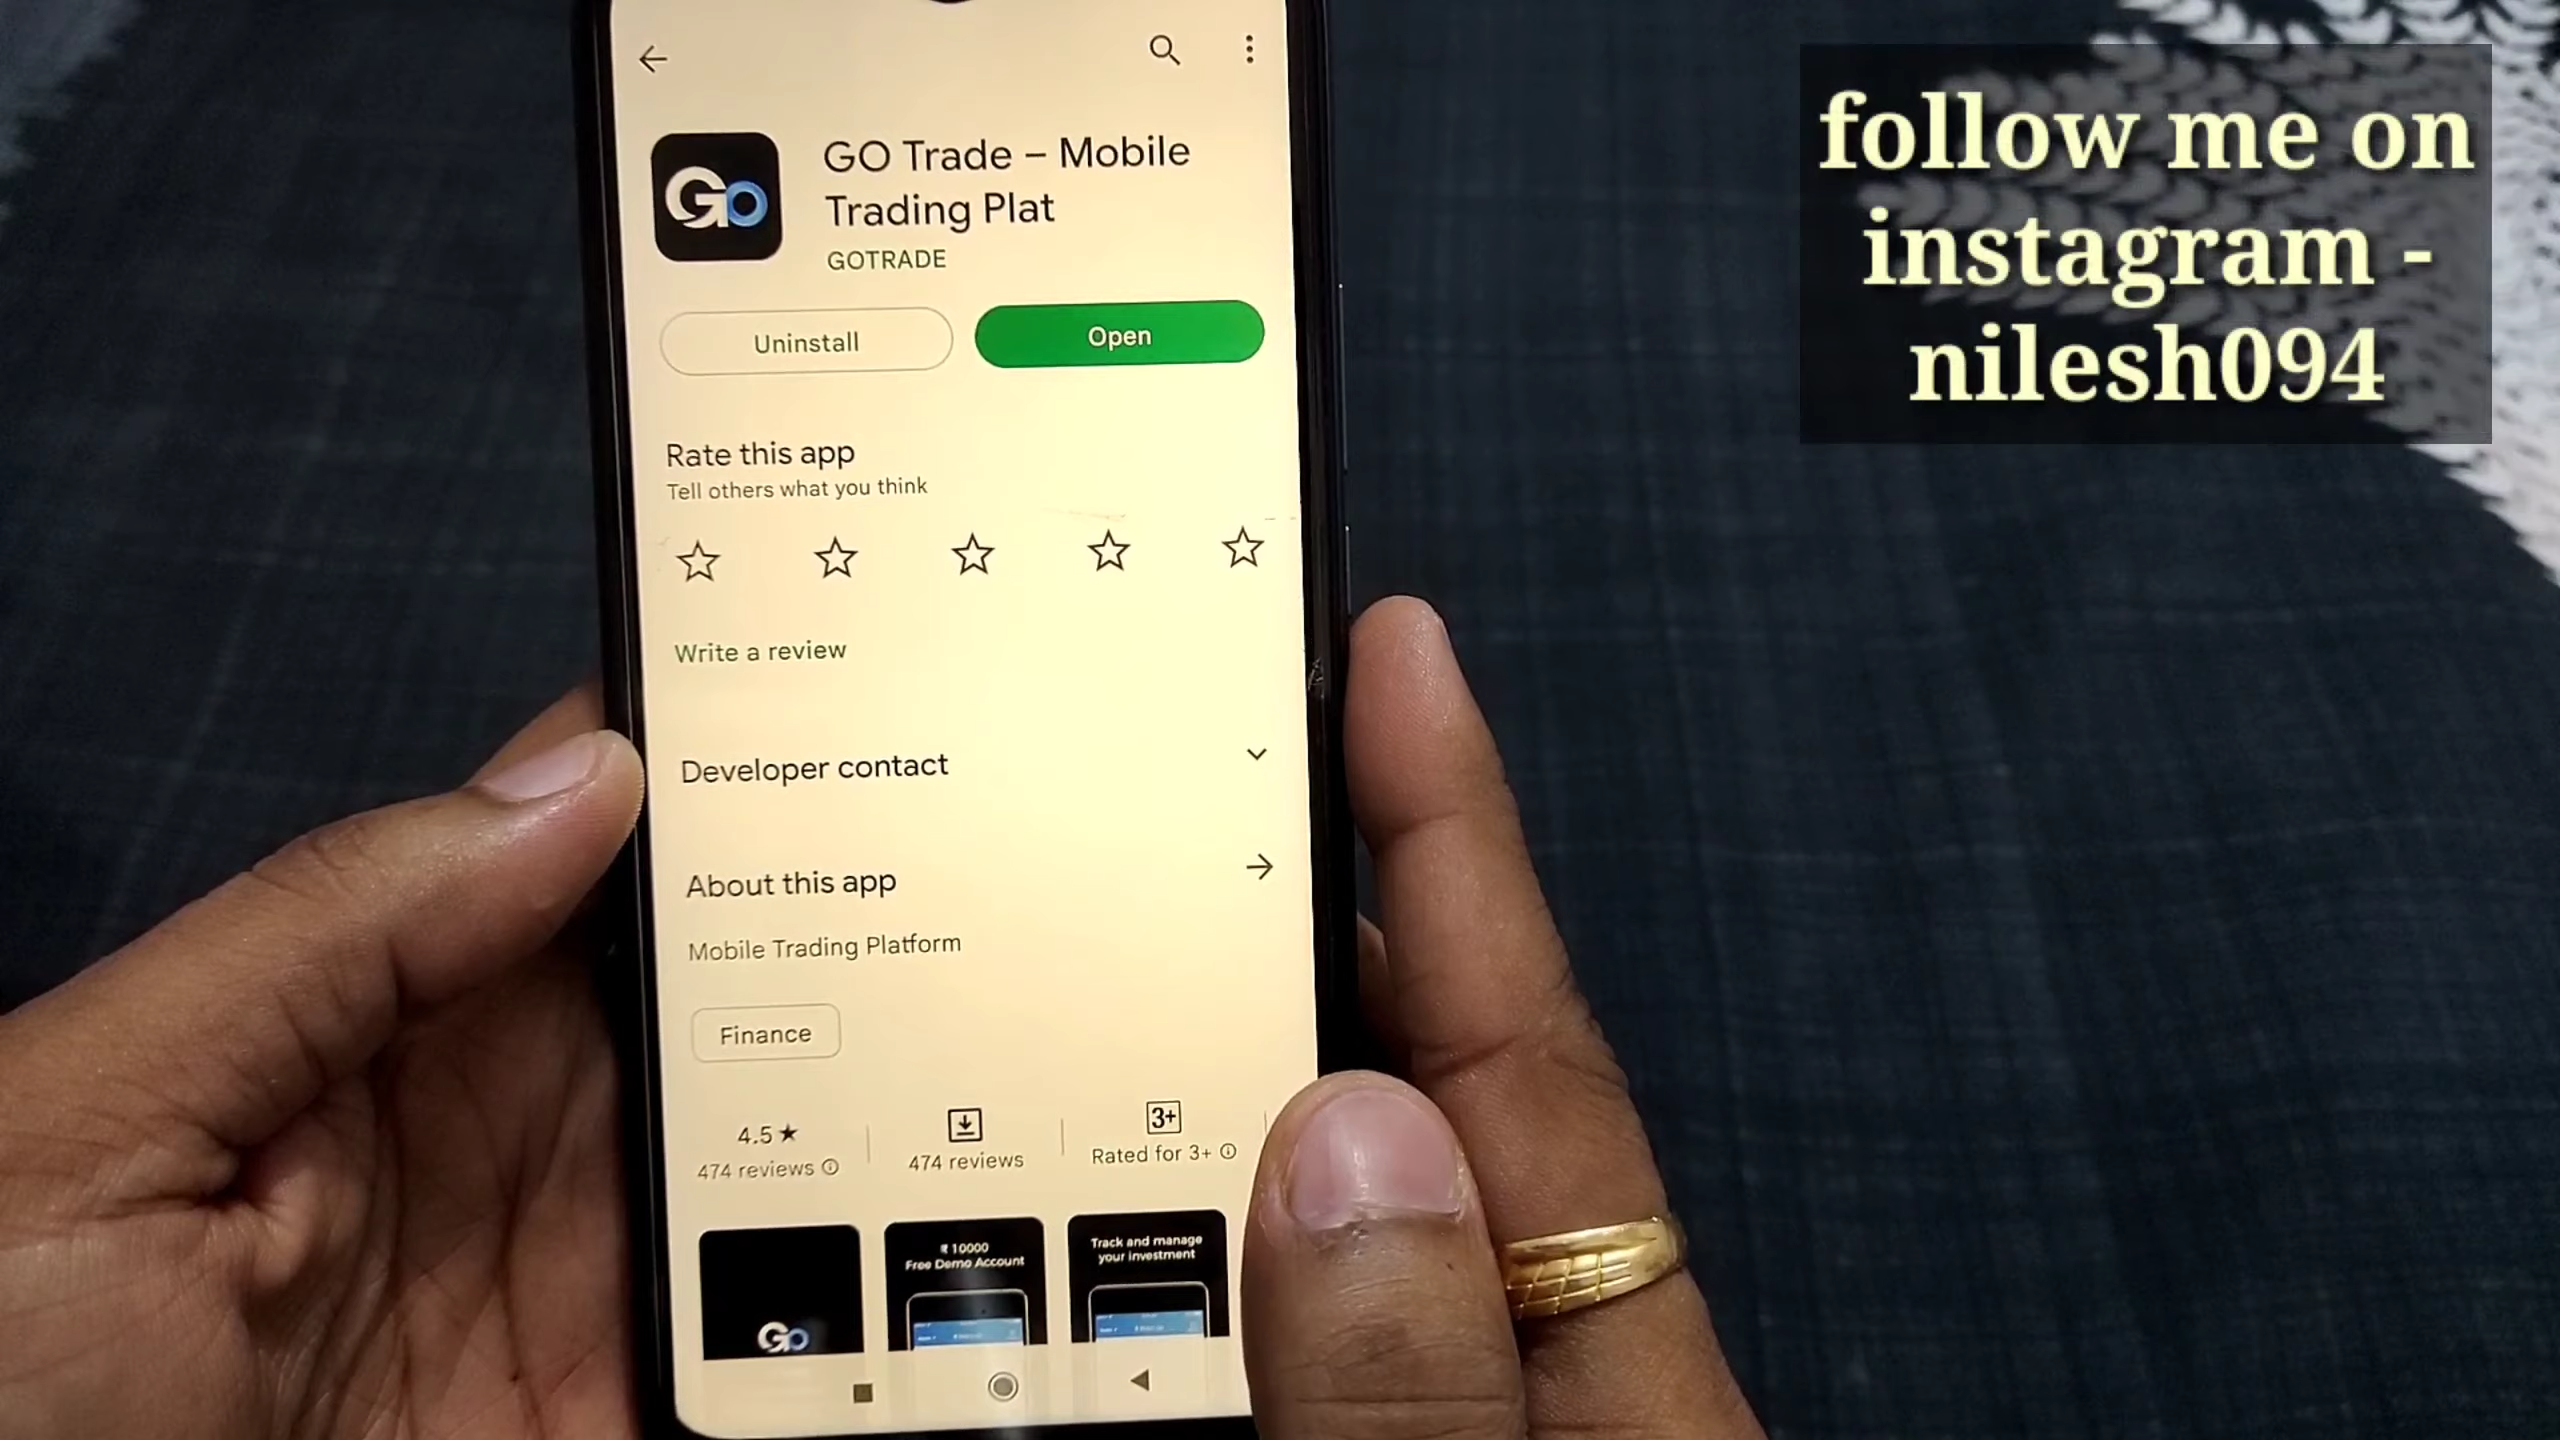 follow me on
instagram -
nilesh094
GO Trade – Mobile
Trading Plat
GOTRADE
Go
Uninstall
Open
Rate this app
Tell others what you think
Write a review
Developer contact
About this app
Mobile Trading Platform
Finance
4.5 ★
474 reviews
474 reviews
3+
Rated for 3+
Go
₹ 10000
Free Demo Account
Track and manage
your investment